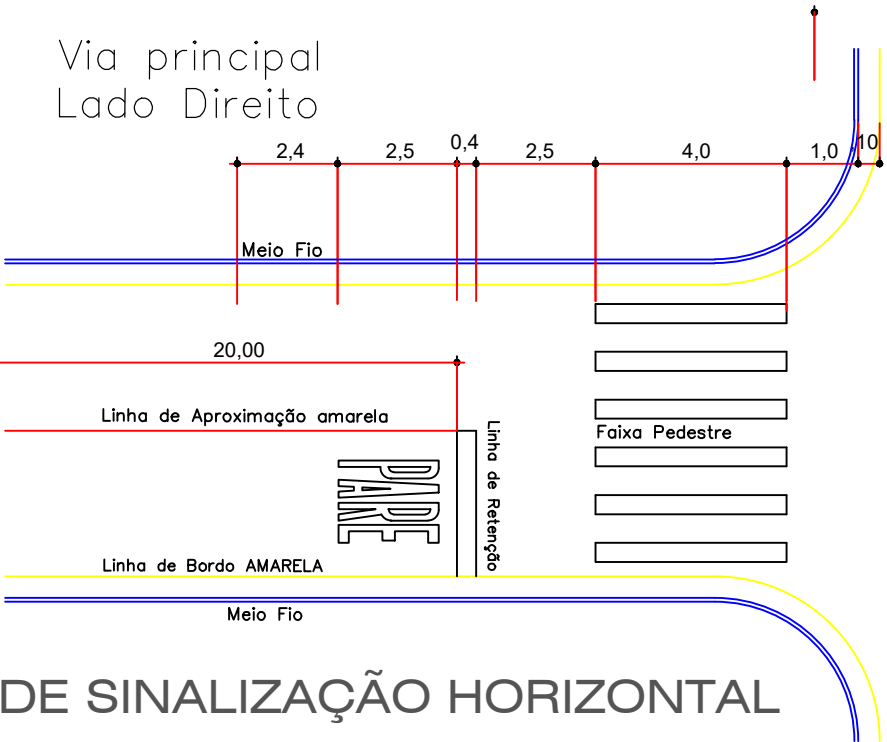 Via principal
Lado Direito
2,4 2,5 0,4 2,5 4,0 1,0 ,10
Meio Fio
20,00
Linha de Aproximação amarela
Linha de Retenção
Faixa Pedestre
PARE
Linha de Bordo AMARELA
Meio Fio
DE SINALIZAÇÃO HORIZONTAL